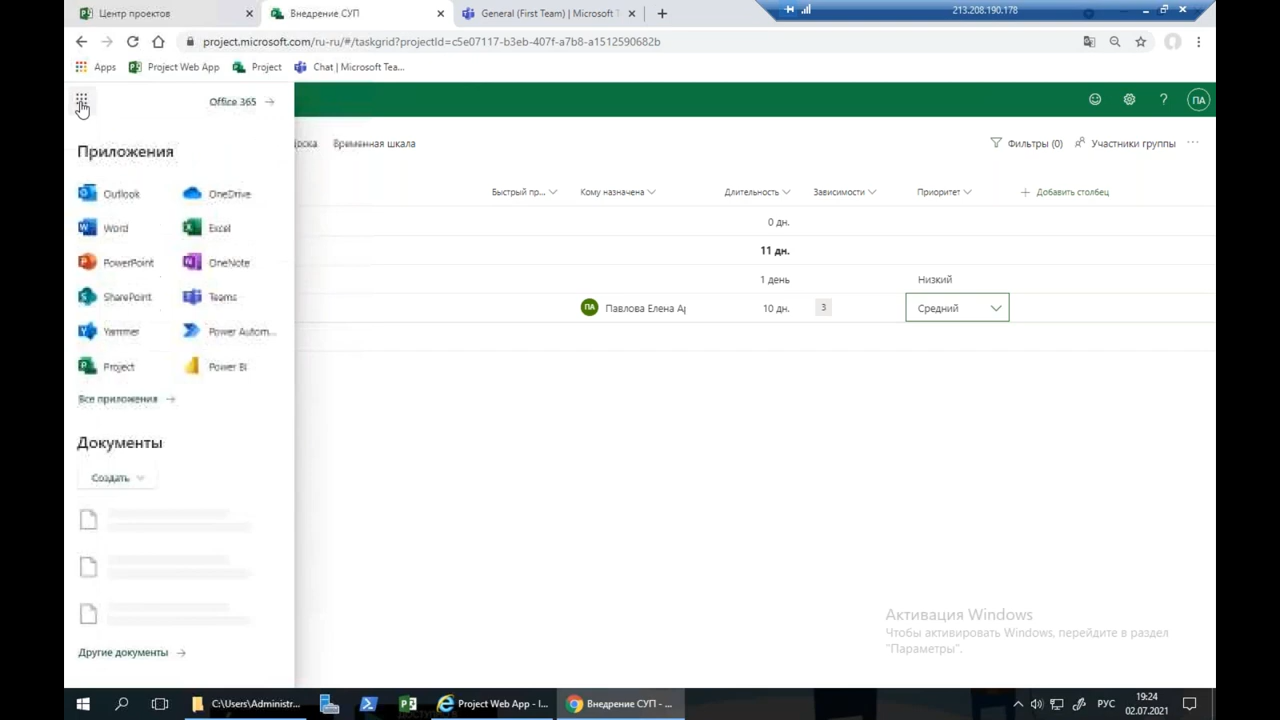 Центр проектов
Внедрение СУП
General (First Team) | Microsoft T
213.208.190.178
project.microsoft.com/ru-ru/#/taskgrid?projectId=c5e07117-b3eb-407f-a7b8-a1512590682b
Apps
Project Web App
Project
Chat | Microsoft Tea...
Office 365
ПА
Приложения
Временная шкала
Фильтры (0)
Участники группы
Быстрый пр...
Кому назначена
Длительность
Зависимости
Приоритет
Добавить столбец
Outlook
OneDrive
Word
Excel
PowerPoint
OneNote
SharePoint
Teams
Yammer
Power Autom...
Project
Power BI
Все приложения
0 дн.
11 дн.
1 день
Низкий
ПА
Павлова Елена Ар
10 дн.
3
Средний
Документы
Создать
Другие документы
Активация Windows
Чтобы активировать Windows, перейдите в раздел
"Параметры".
C:\Users\Administr...
Project Web App - I...
Внедрение СУП - ...
РУС
19:24
02.07.2021